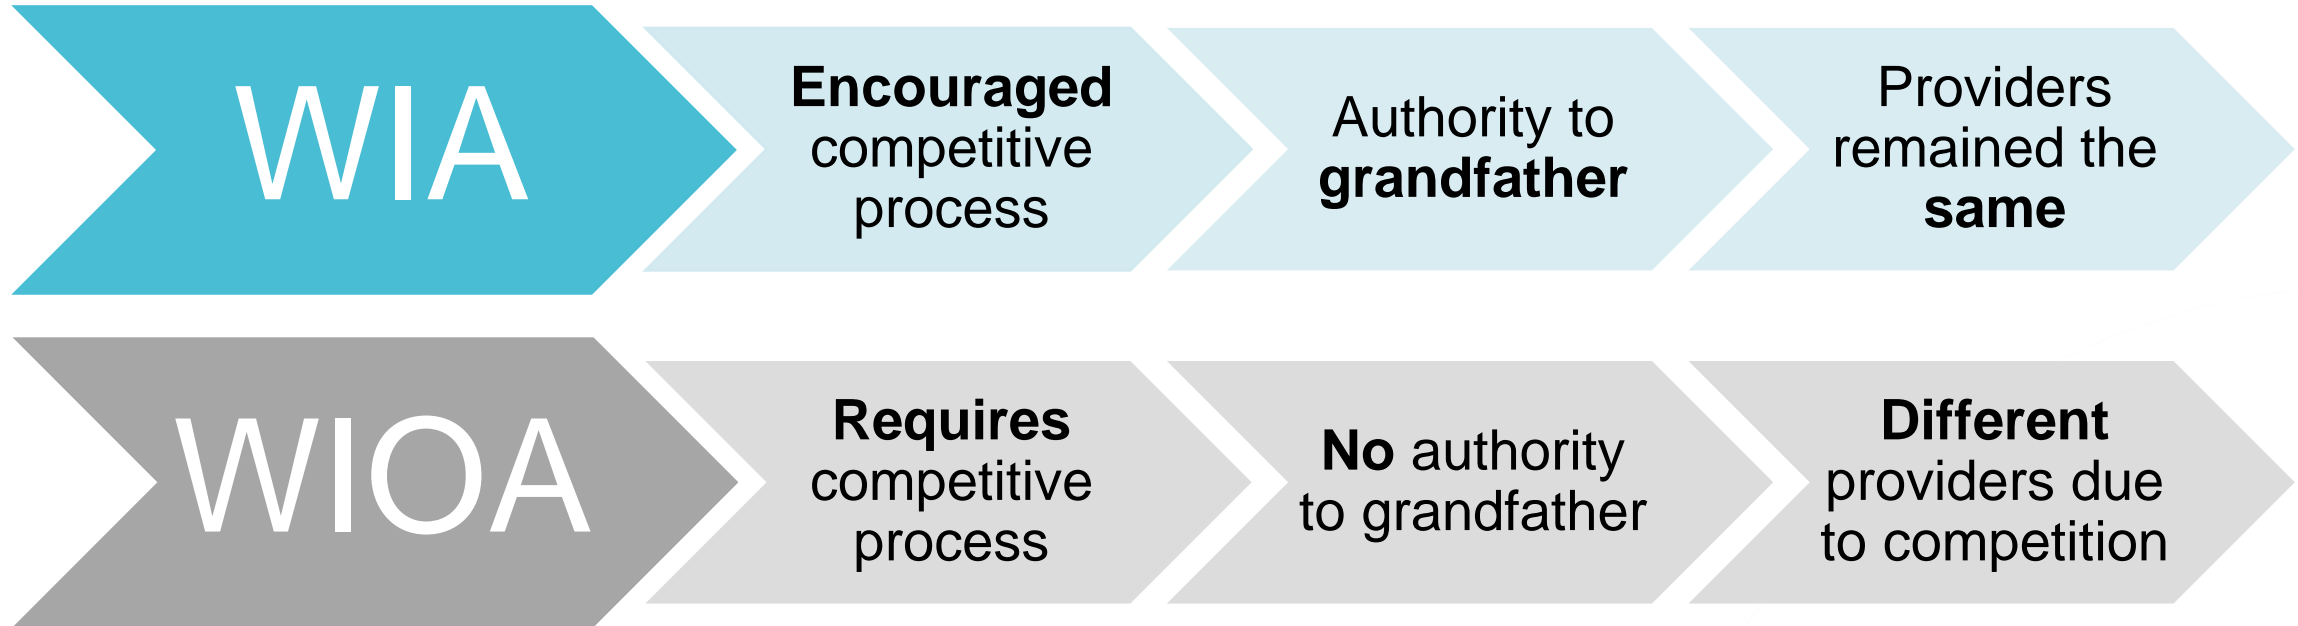 WIA
Encouraged
competitive
process
Authority to
grandfather
Providers
remained the
same
WIOA
Requires
competitive
process
No authority
to grandfather
Different
providers due
to competition